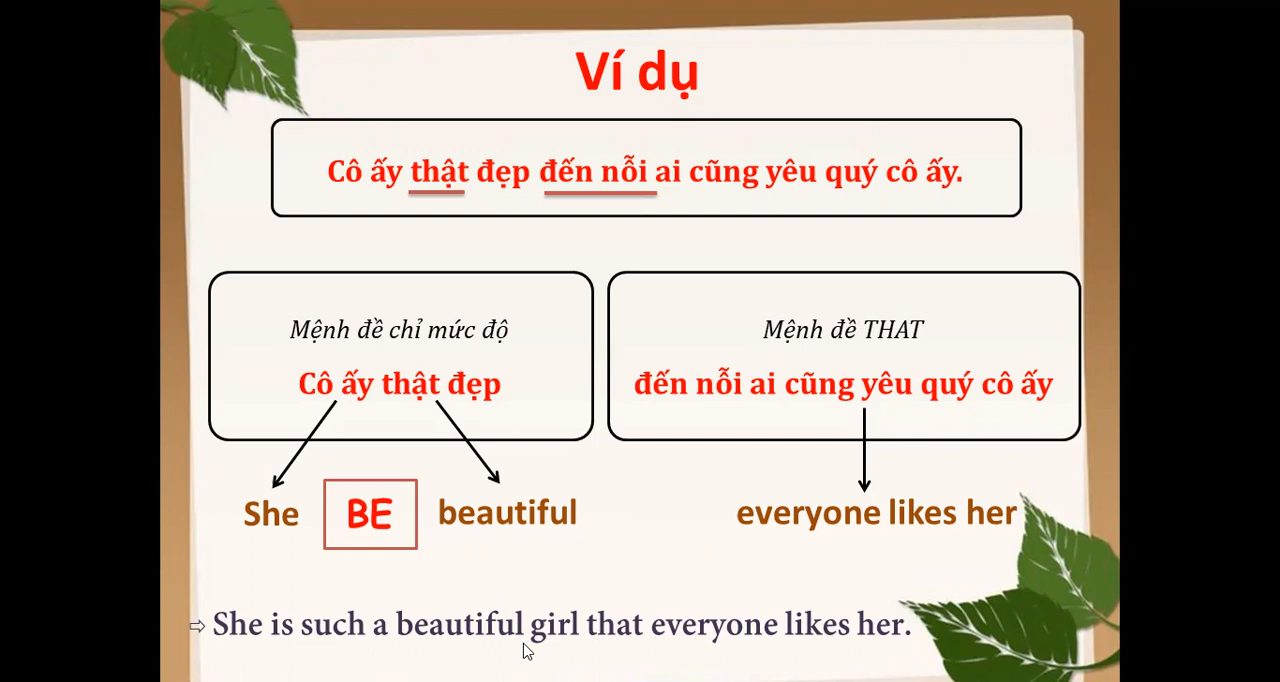 Ví dụ
Cô ấy thật đẹp đến nỗi ai cũng yêu quý cô ấy.
Mệnh đề chỉ mức độ
Cô ấy thật đẹp
Mệnh đề THAT
đến nỗi ai cũng yêu quý cô ấy
She BE beautiful
everyone likes her
⇨ She is such a beautiful girl that everyone likes her.